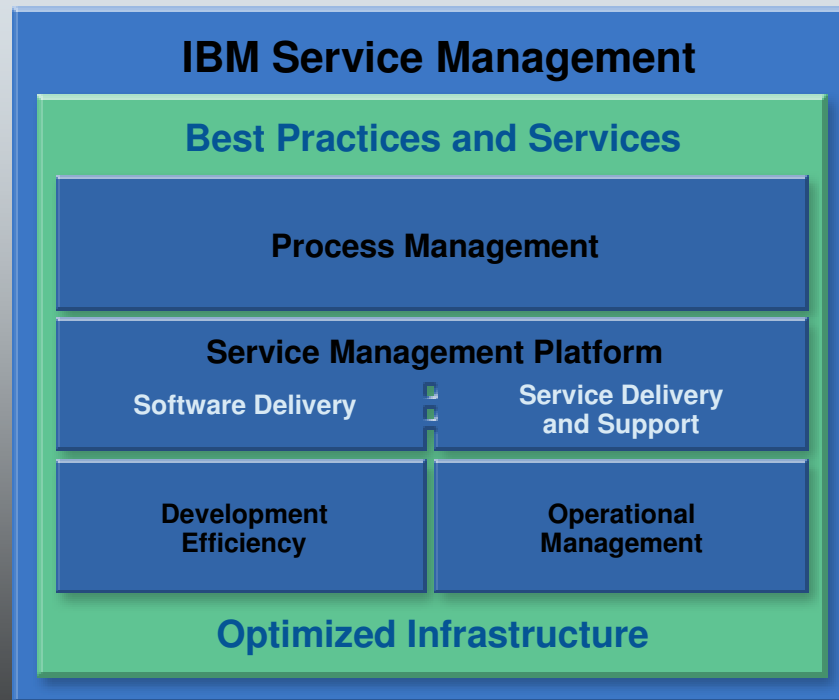 IBM Service Management
Best Practices and Services
Process Management
Service Management Platform
Software Delivery
Service Delivery
and Support
Development
Efficiency
Operational
Management
Optimized Infrastructure